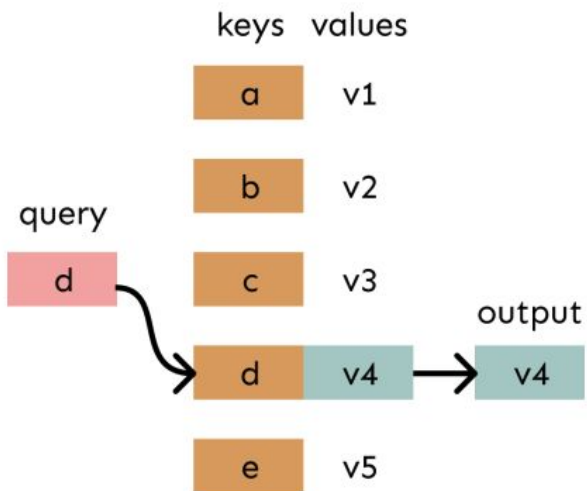 keys values
a v1
b v2
query
d c v3
output
d v4 v4
e v5